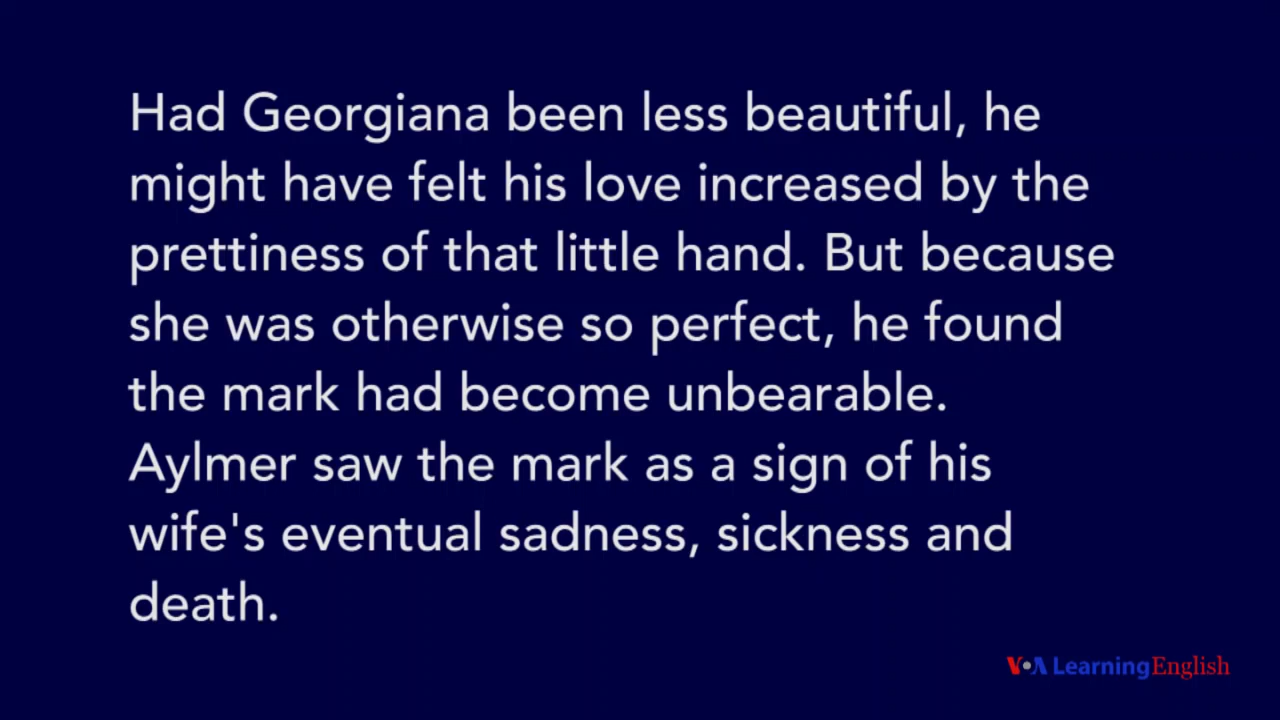 Had Georgiana been less beautiful, he
might have felt his love increased by the
prettiness of that little hand. But because
she was otherwise so perfect, he found
the mark had become unbearable.
Aylmer saw the mark as a sign of his
wife's eventual sadness, sickness and
death.
VOA Learning English